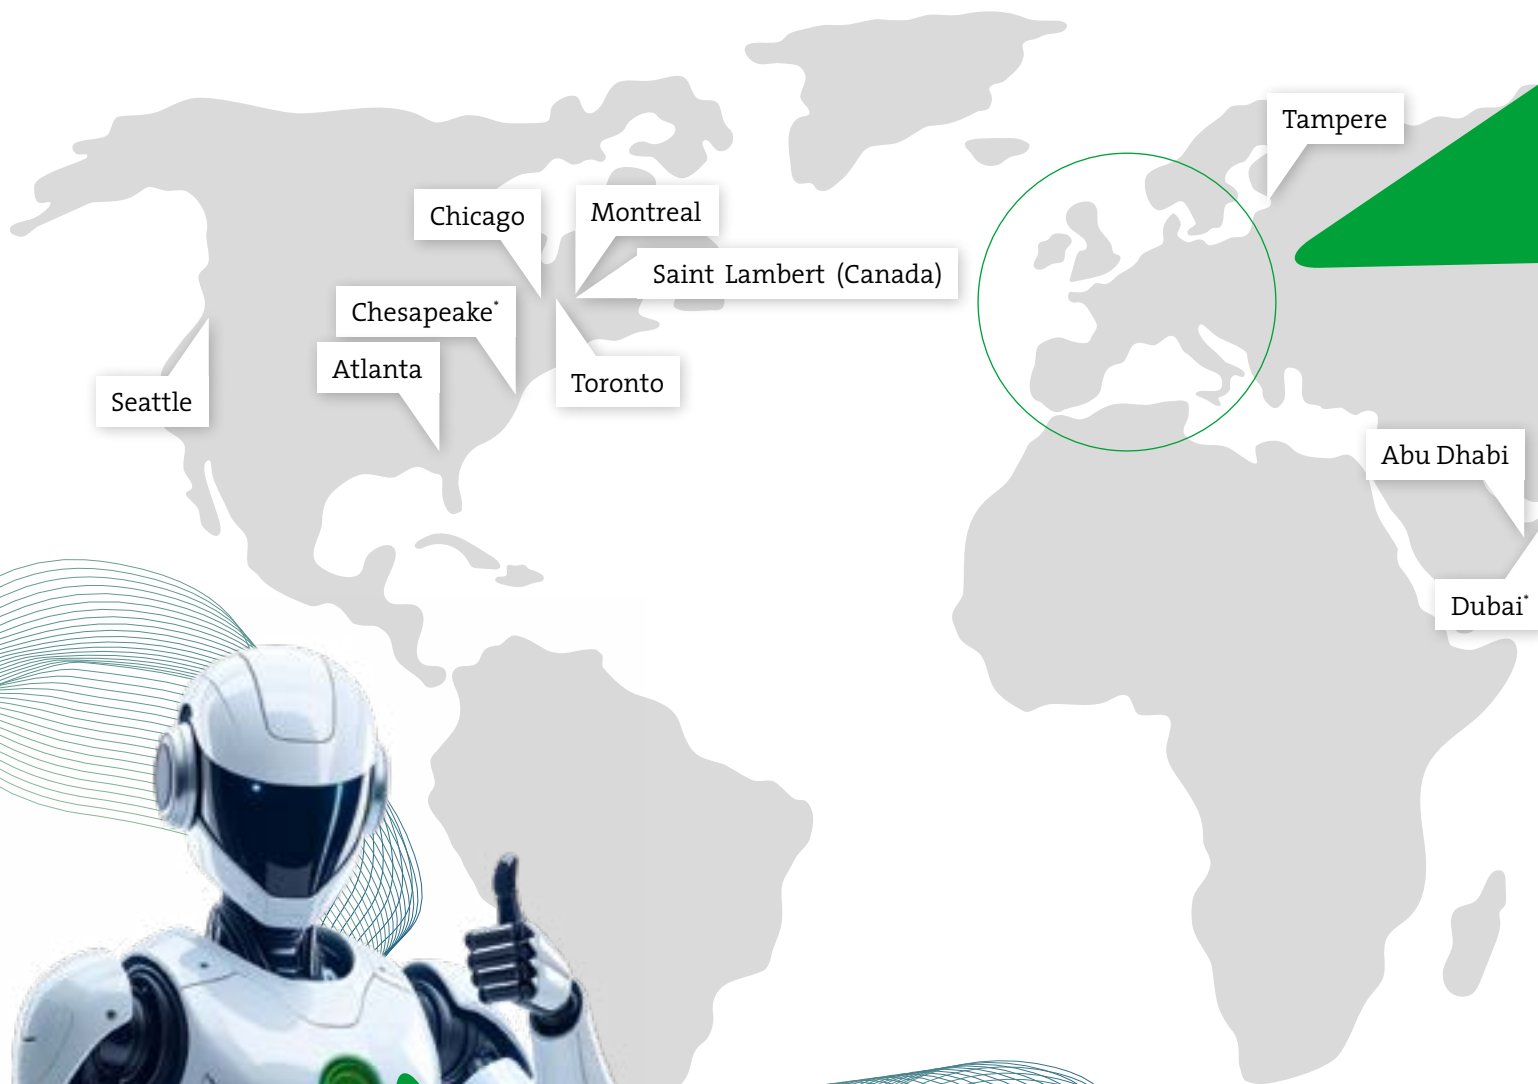 Tampere
Chicago
Montreal
Saint Lambert (Canada)
Chesapeake*
Atlanta
Toronto
Seattle
Abu Dhabi
Dubai*